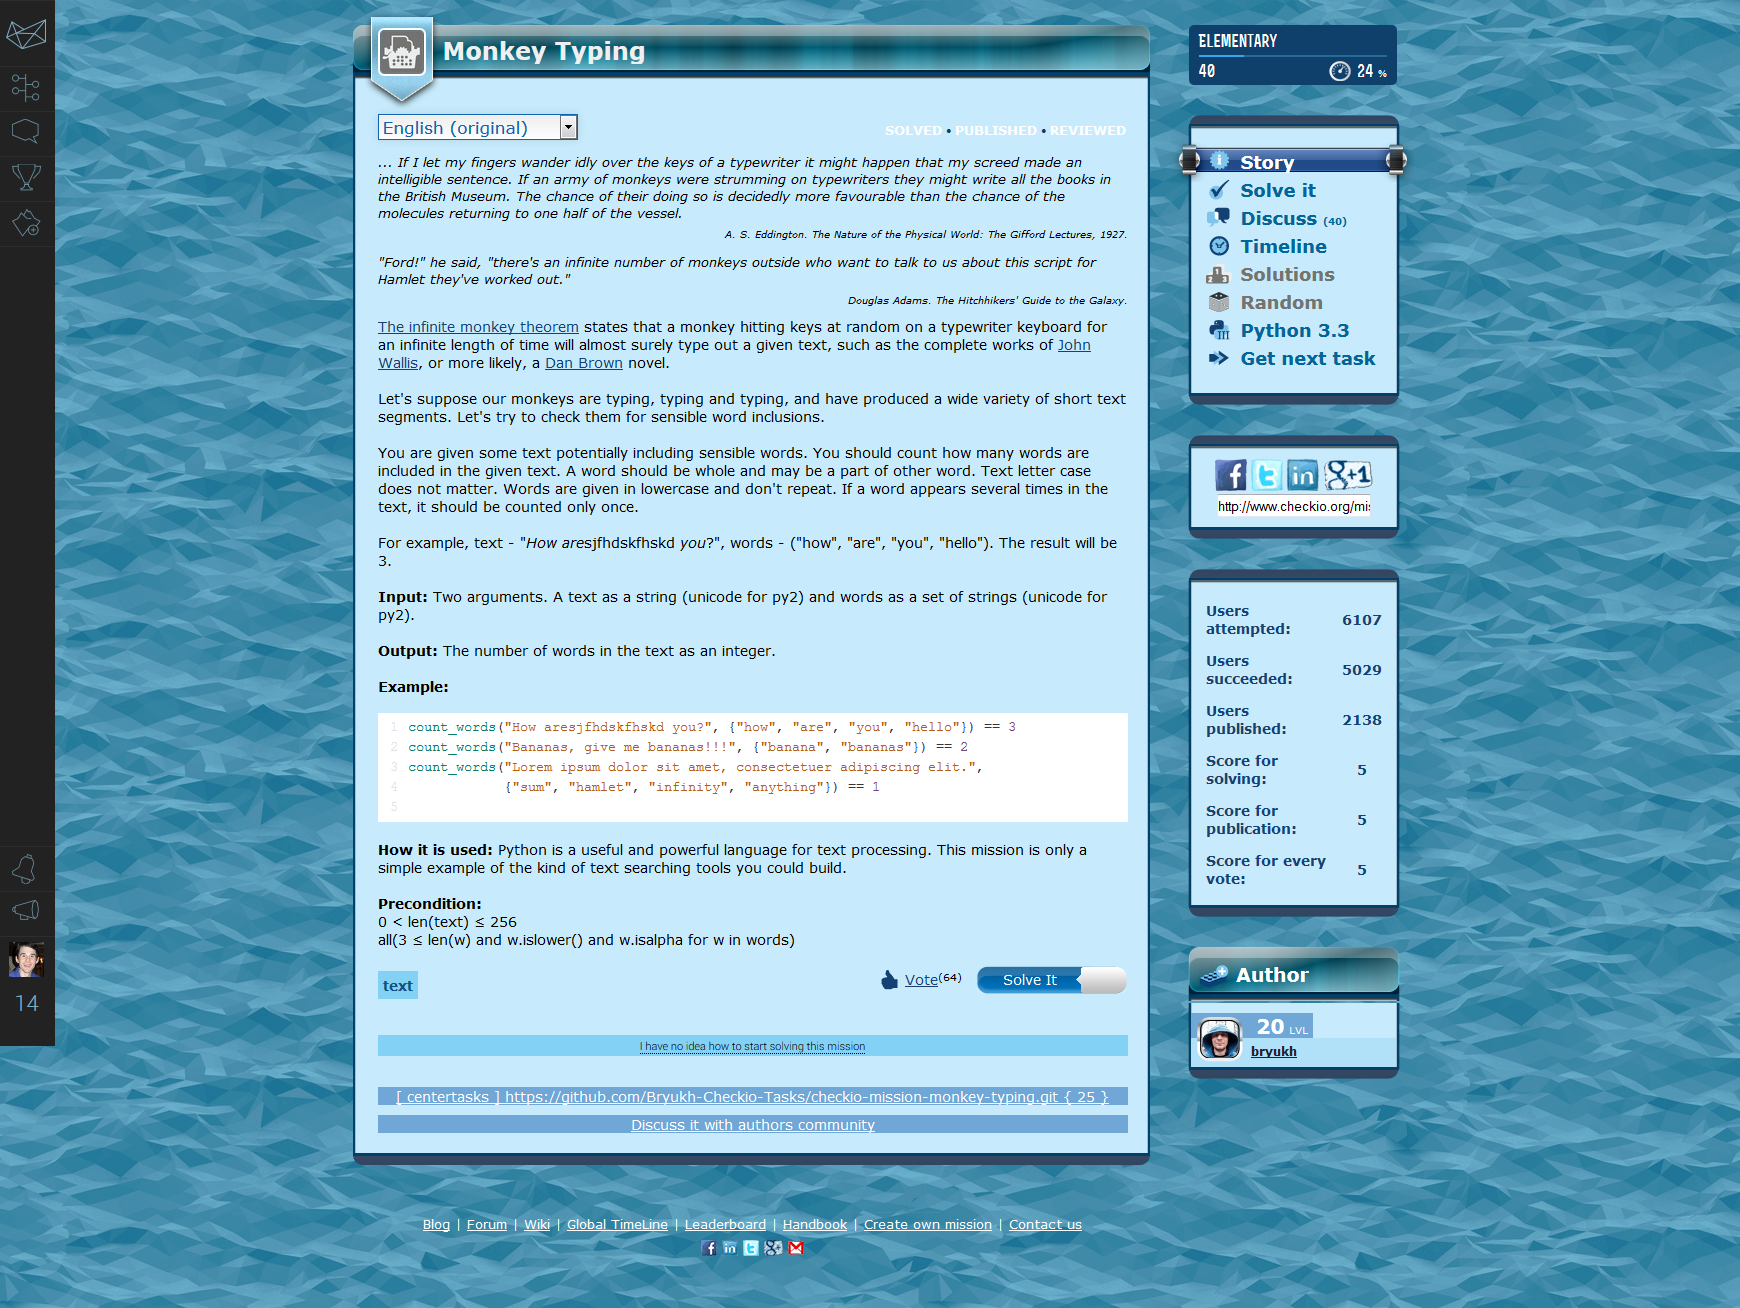 Monkey Typing
English (original)
SOLVED • PUBLISHED • REVIEWED
... If I let my fingers wander idly over the keys of a typewriter it might happen that my screed made an
intelligible sentence. If an army of monkeys were strumming on typewriters they might write all the books in
the British Museum. The chance of their doing so is decidedly more favourable than the chance of the
molecules returning to one half of the vessel.
A. S. Eddington. The Nature of the Physical World: The Gifford Lectures, 1927.
"Ford!" he said, "there's an infinite number of monkeys outside who want to talk to us about this script for
Hamlet they've worked out."
Douglas Adams. The Hitchhikers' Guide to the Galaxy.
The infinite monkey theorem states that a monkey hitting keys at random on a typewriter keyboard for
an infinite length of time will almost surely type out a given text, such as the complete works of John
Wallis, or more likely, a Dan Brown novel.
Let's suppose our monkeys are typing, typing and typing, and have produced a wide variety of short text
segments. Let's try to check them for sensible word inclusions.
You are given some text potentially including sensible words. You should count how many words are
included in the given text. A word should be whole and may be a part of other word. Text letter case
does not matter. Words are given in lowercase and don't repeat. If a word appears several times in the
text, it should be counted only once.
For example, text - "How aresjfhdskfhskd you?", words - ("how", "are", "you", "hello"). The result will be
3.
Input: Two arguments. A text as a string (unicode for py2) and words as a set of strings (unicode for
py2).
Output: The number of words in the text as an integer.
Example:
1 count_words("How aresjfhdskfhskd you?", {"how", "are", "you", "hello"}) == 3
2 count_words("Bananas, give me bananas!!!", {"banana", "bananas"}) == 2
3 count_words("Lorem ipsum dolor sit amet, consectetuer adipiscing elit.",
4 {"sum", "hamlet", "infinity", "anything"}) == 1
5
How it is used: Python is a useful and powerful language for text processing. This mission is only a
simple example of the kind of text searching tools you could build.
Precondition:
0 < len(text) ≤ 256
all(3 ≤ len(w) and w.islower() and w.isalpha for w in words)
text
Vote(64)
Solve It
I have no idea how to start solving this mission
[ centertasks ] https://github.com/Bryukh-Checkio-Tasks/checkio-mission-monkey-typing.git { 25 }
Discuss it with authors community
ELEMENTARY
40 24 %
Story
Solve it
Discuss (40)
Timeline
Solutions
Random
Python 3.3
Get next task
+1
http://www.checkio.org/mis
Users
attempted: 6107
Users
succeeded: 5029
Users
published: 2138
Score for
solving: 5
Score for
publication: 5
Score for every
vote: 5
Author
20 LVL
bryukh
14
Blog | Forum | Wiki | Global TimeLine | Leaderboard | Handbook | Create own mission | Contact us